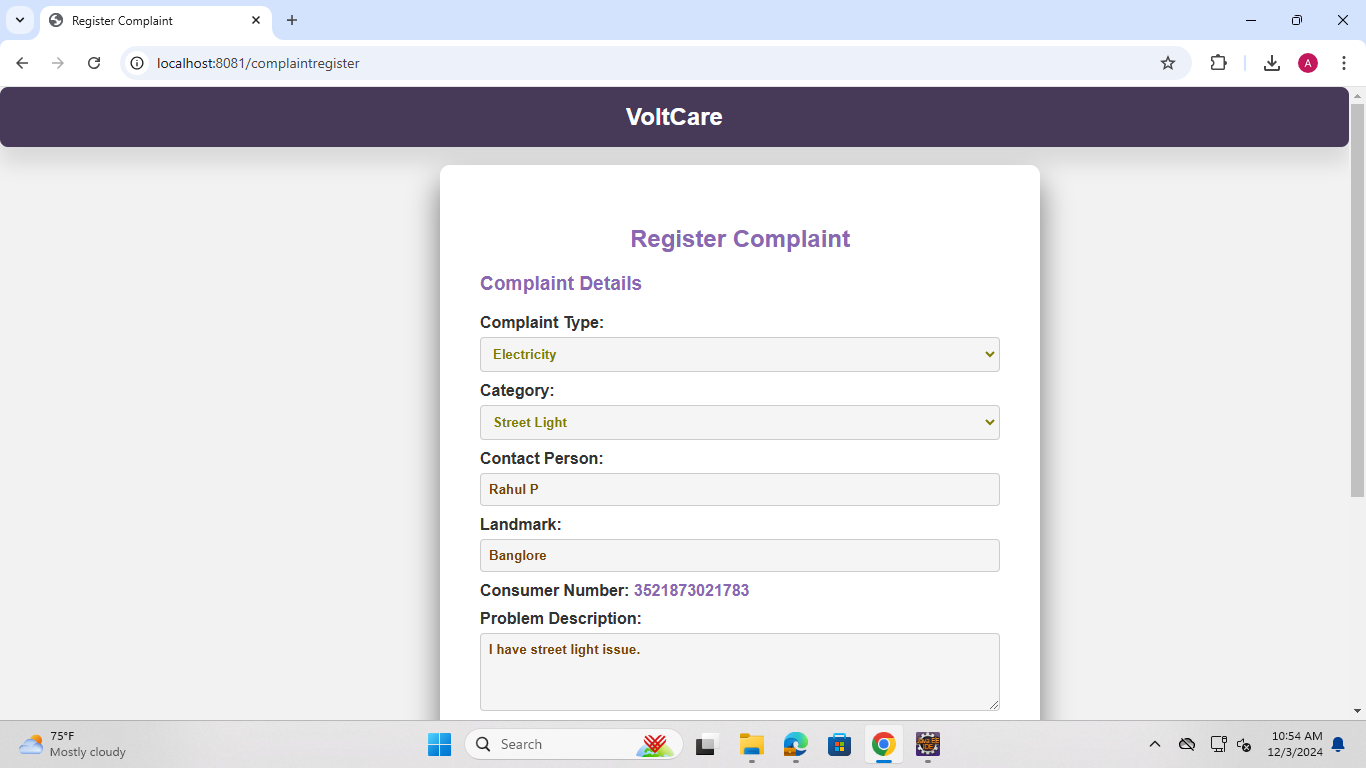 Register Complaint
localhost:8081/complaintregister
A
VoltCare
Register Complaint
Complaint Details
Complaint Type:
Electricity
Category:
Street Light
Contact Person:
Rahul P
Landmark:
Banglore
Consumer Number: 3521873021783
Problem Description:
I have street light issue.
75°F
Mostly cloudy
Search
10:54 AM
12/3/2024